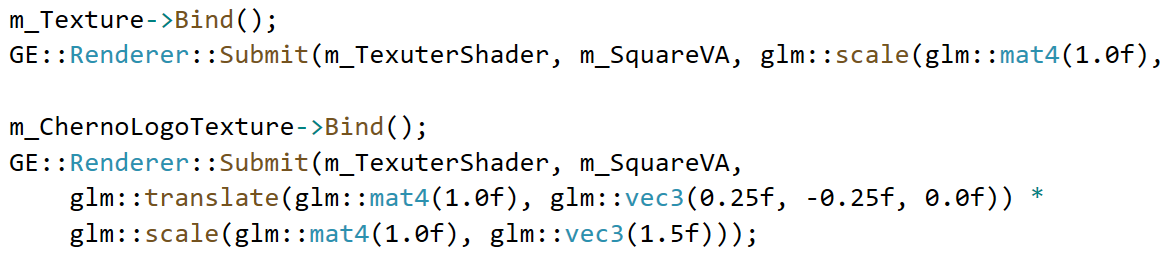 m_Texture->Bind();
GE::Renderer::Submit(m_TexuterShader, m_SquareVA, glm::scale(glm::mat4(1.0f),
m_ChernoLogoTexture->Bind();
GE::Renderer::Submit(m_TexuterShader, m_SquareVA,
glm::translate(glm::mat4(1.0f), glm::vec3(0.25f, -0.25f, 0.0f)) *
glm::scale(glm::mat4(1.0f), glm::vec3(1.5f)));